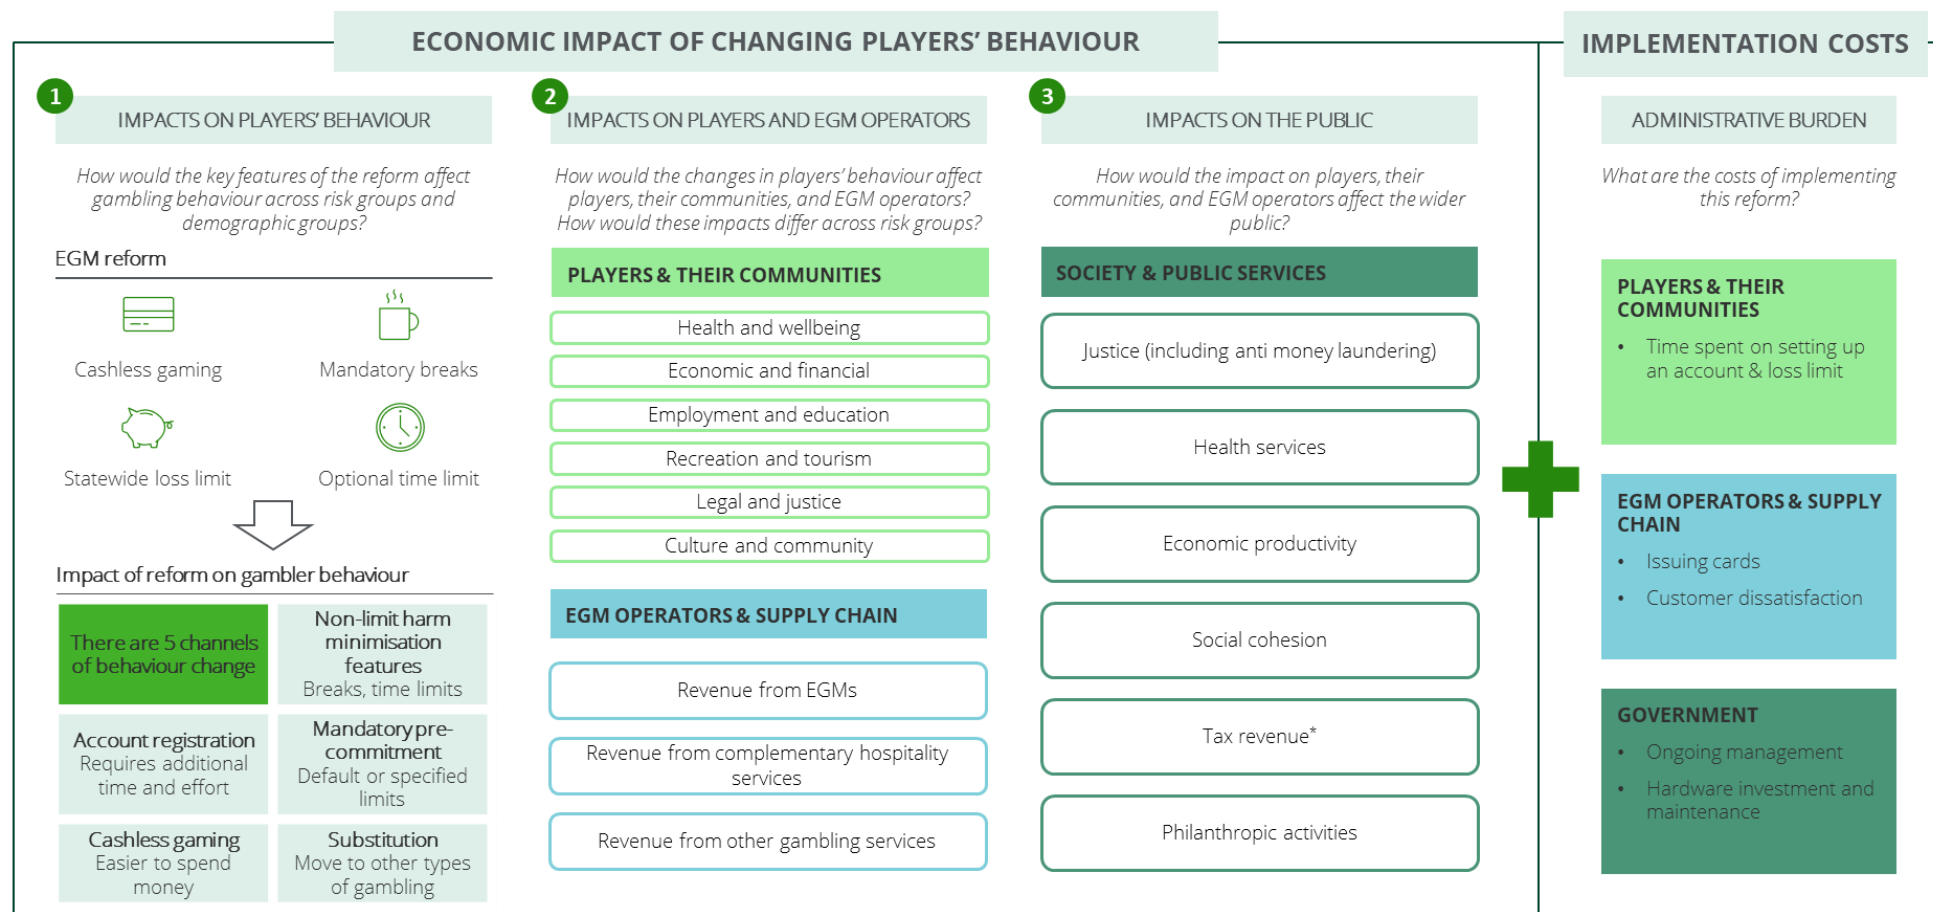 ECONOMIC IMPACT OF CHANGING PLAYERS' BEHAVIOUR
IMPLEMENTATION COSTS
1
IMPACTS ON PLAYERS' BEHAVIOUR
How would the key features of the reform affect
gambling behaviour across risk groups and
demographic groups?
EGM reform
Cashless gaming
Mandatory breaks
Statewide loss limit
Optional time limit
Impact of reform on gambler behaviour
There are 5 channels
of behaviour change
Non-limit harm
minimisation
features
Breaks, time limits
Account registration
Requires additional
time and effort
Mandatory pre-
commitment
Default or specified
limits
Cashless gaming
Easier to spend
money
Substitution
Move to other types
of gambling
2
IMPACTS ON PLAYERS AND EGM OPERATORS
How would the changes in players' behaviour affect
players, their communities, and EGM operators?
How would these impacts differ across risk groups?
PLAYERS & THEIR COMMUNITIES
Health and wellbeing
Economic and financial
Employment and education
Recreation and tourism
Legal and justice
Culture and community
EGM OPERATORS & SUPPLY CHAIN
Revenue from EGMs
Revenue from complementary hospitality
services
Revenue from other gambling services
3
IMPACTS ON THE PUBLIC
How would the impact on players, their
communities, and EGM operators affect the wider
public?
SOCIETY & PUBLIC SERVICES
Justice (including anti money laundering)
Health services
Economic productivity
Social cohesion
Tax revenue*
Philanthropic activities
ADMINISTRATIVE BURDEN
What are the costs of implementing
this reform?
PLAYERS & THEIR
COMMUNITIES
• Time spent on setting up
an account & loss limit
EGM OPERATORS & SUPPLY
CHAIN
• Issuing cards
• Customer dissatisfaction
GOVERNMENT
• Ongoing management
• Hardware investment and
maintenance